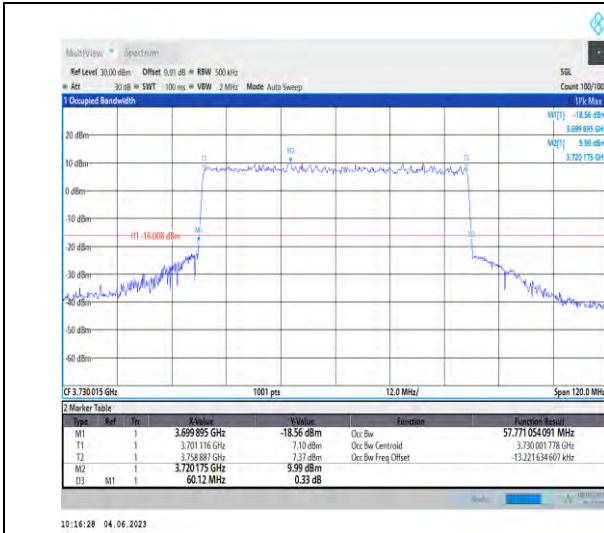 MultiView Spectrum
Ref Level 30.00 dBm Offset 9.91 dB RBW 500 kHz SGL
Att 30 dB SWT 100 ms VBW 2 MHz Mode Auto Sweep Count 100/100
1 Occupied Bandwidth 1Pk Max
M1[1] -18.56 dBm
3.699 895 GHz
M2[1] 9.99 dBm
3.720 175 GHz
20 dBm
T1 M2 T2
10 dBm
0 dBm
-10 dBm
H1 -16.008 dBm M1 D3
-20 dBm
-30 dBm
-40 dBm
-50 dBm
-60 dBm
CF 3.730 015 GHz 1001 pts 12.0 MHz/ Span 120.0 MHz
2 Marker Table
Type Ref Trc X-Value Y-Value Function Function Result
M1 1 3.699 895 GHz -18.56 dBm Occ Bw 57.771 054 091 MHz
T1 1 3.701 116 GHz 7.10 dBm Occ Bw Centroid 3.730 001 778 GHz
T2 1 3.758 887 GHz 7.37 dBm Occ Bw Freq Offset -13.221 634 607 kHz
M2 1 3.720 175 GHz 9.99 dBm
D3 M1 1 60.12 MHz 0.33 dB
10:16:28 04.06.2023